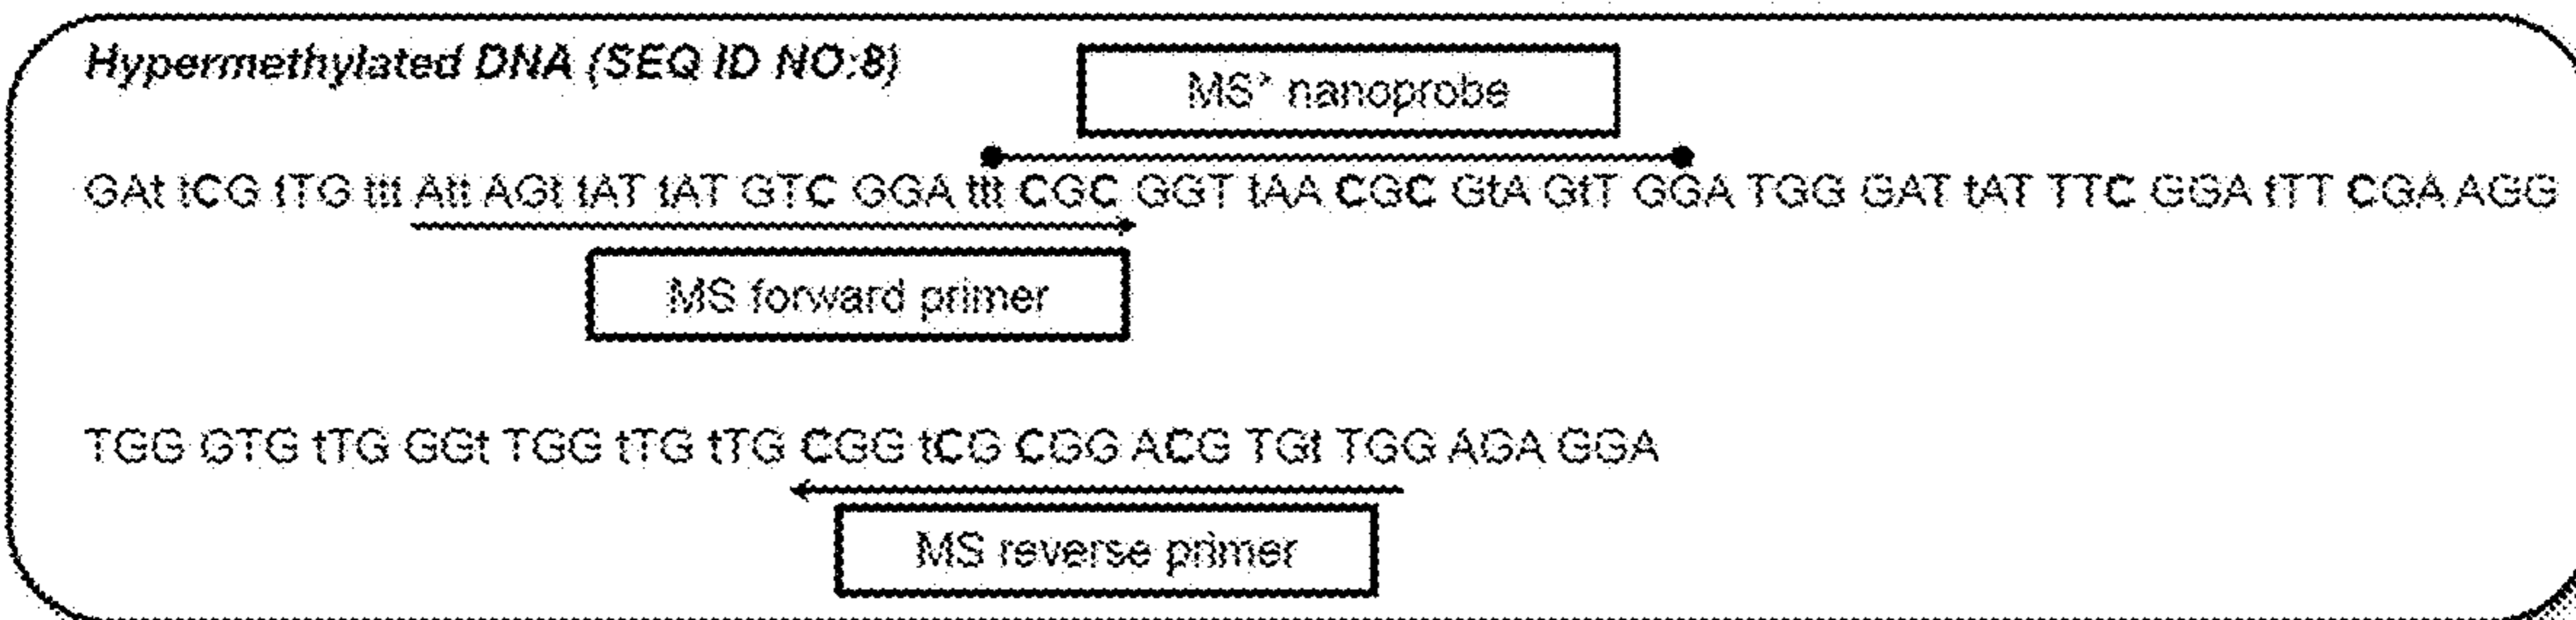 Hypermethylated DNA (SEQ ID NO:8)
MS* nanoprobe
GAt tCG tTG ttt Att AGt tAT tAT GTC GGA ttt CGC GGT tAA CGC GtA GtT GGA TGG GAT tAT TTC GGA tTT CGA AGG
MS forward primer
TGG GTG tTG GGt TGG tTG tTG CGG tCG CGG ACG TGt TGG AGA GGA
MS reverse primer